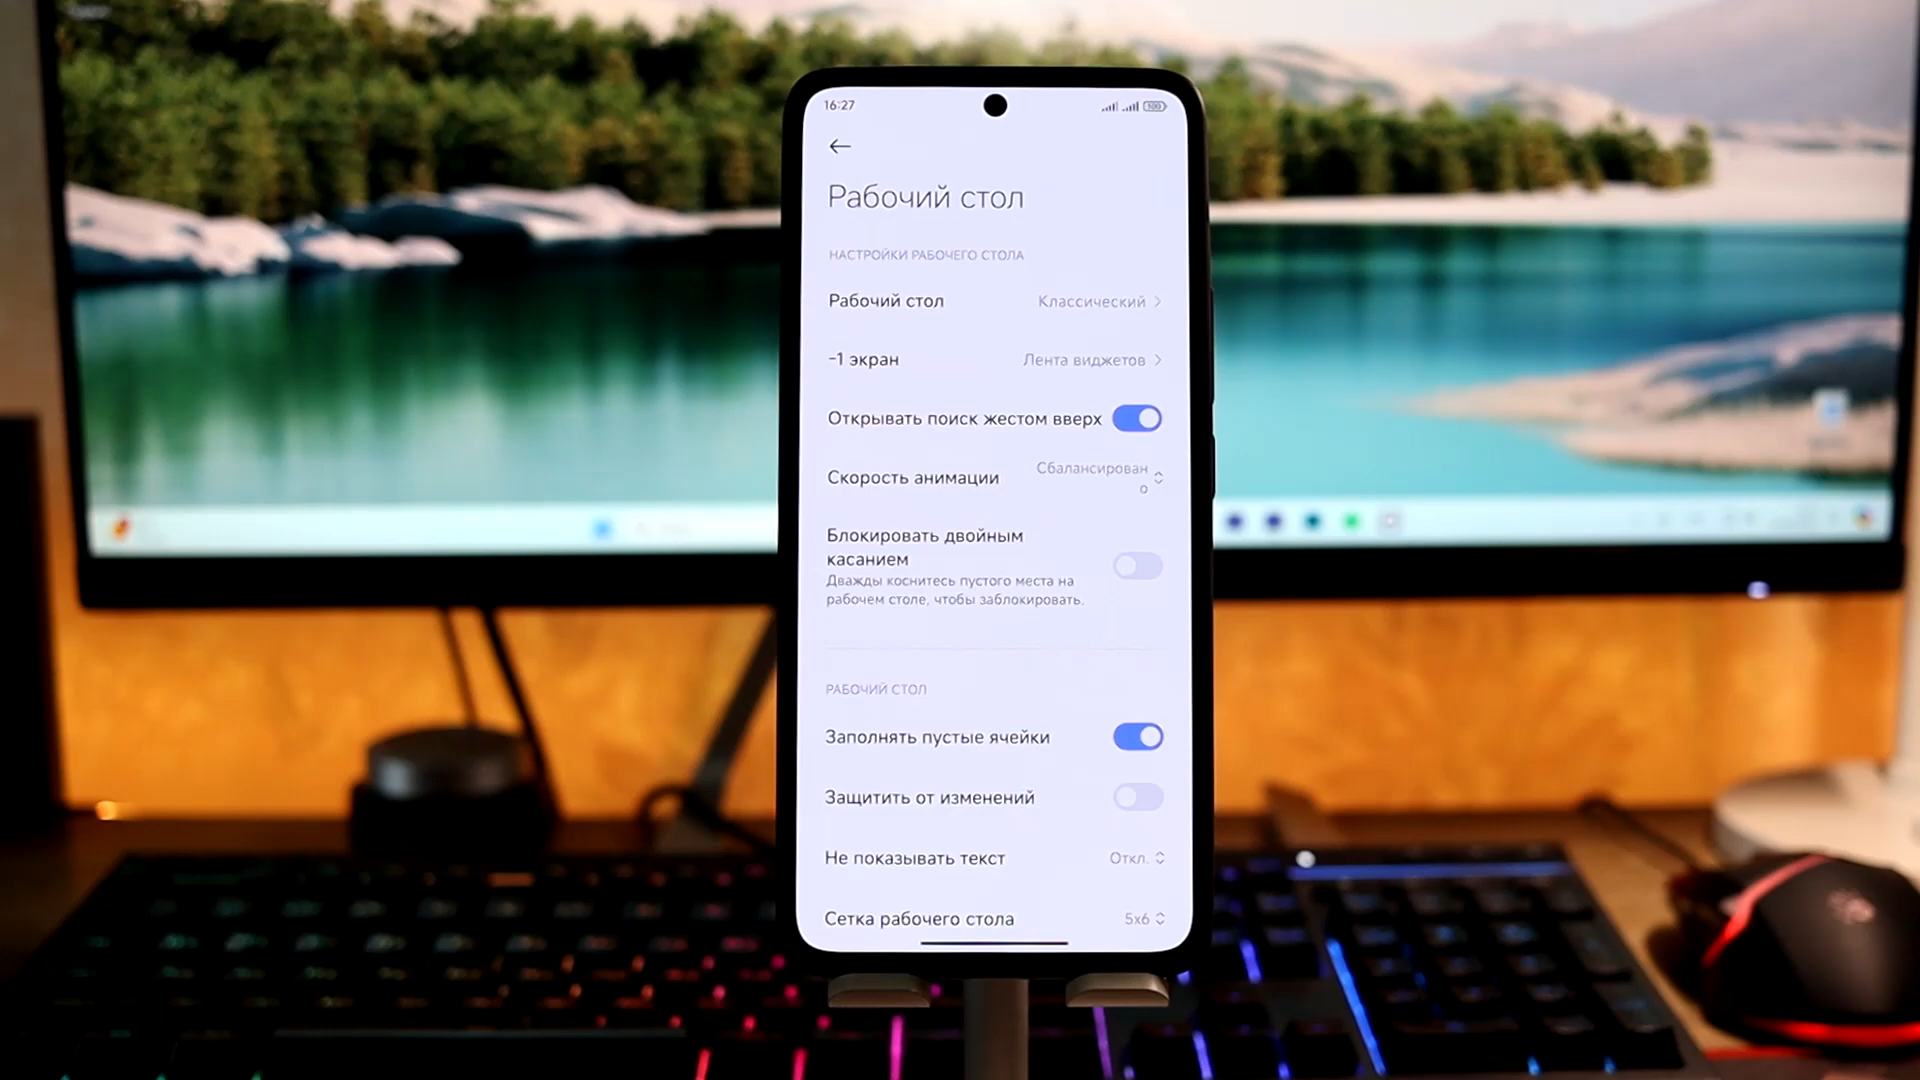 16:27
100
Рабочий стол
НАСТРОЙКИ РАБОЧЕГО СТОЛА
Рабочий стол
Классический
-1 экран
Лента виджетов
Открывать поиск жестом вверх
Скорость анимации
Сбалансирован
о
Блокировать двойным
касанием
Дважды коснитесь пустого места на
рабочем столе, чтобы заблокировать.
РАБОЧИЙ СТОЛ
Заполнять пустые ячейки
Защитить от изменений
Не показывать текст
Откл.
Сетка рабочего стола
5x6